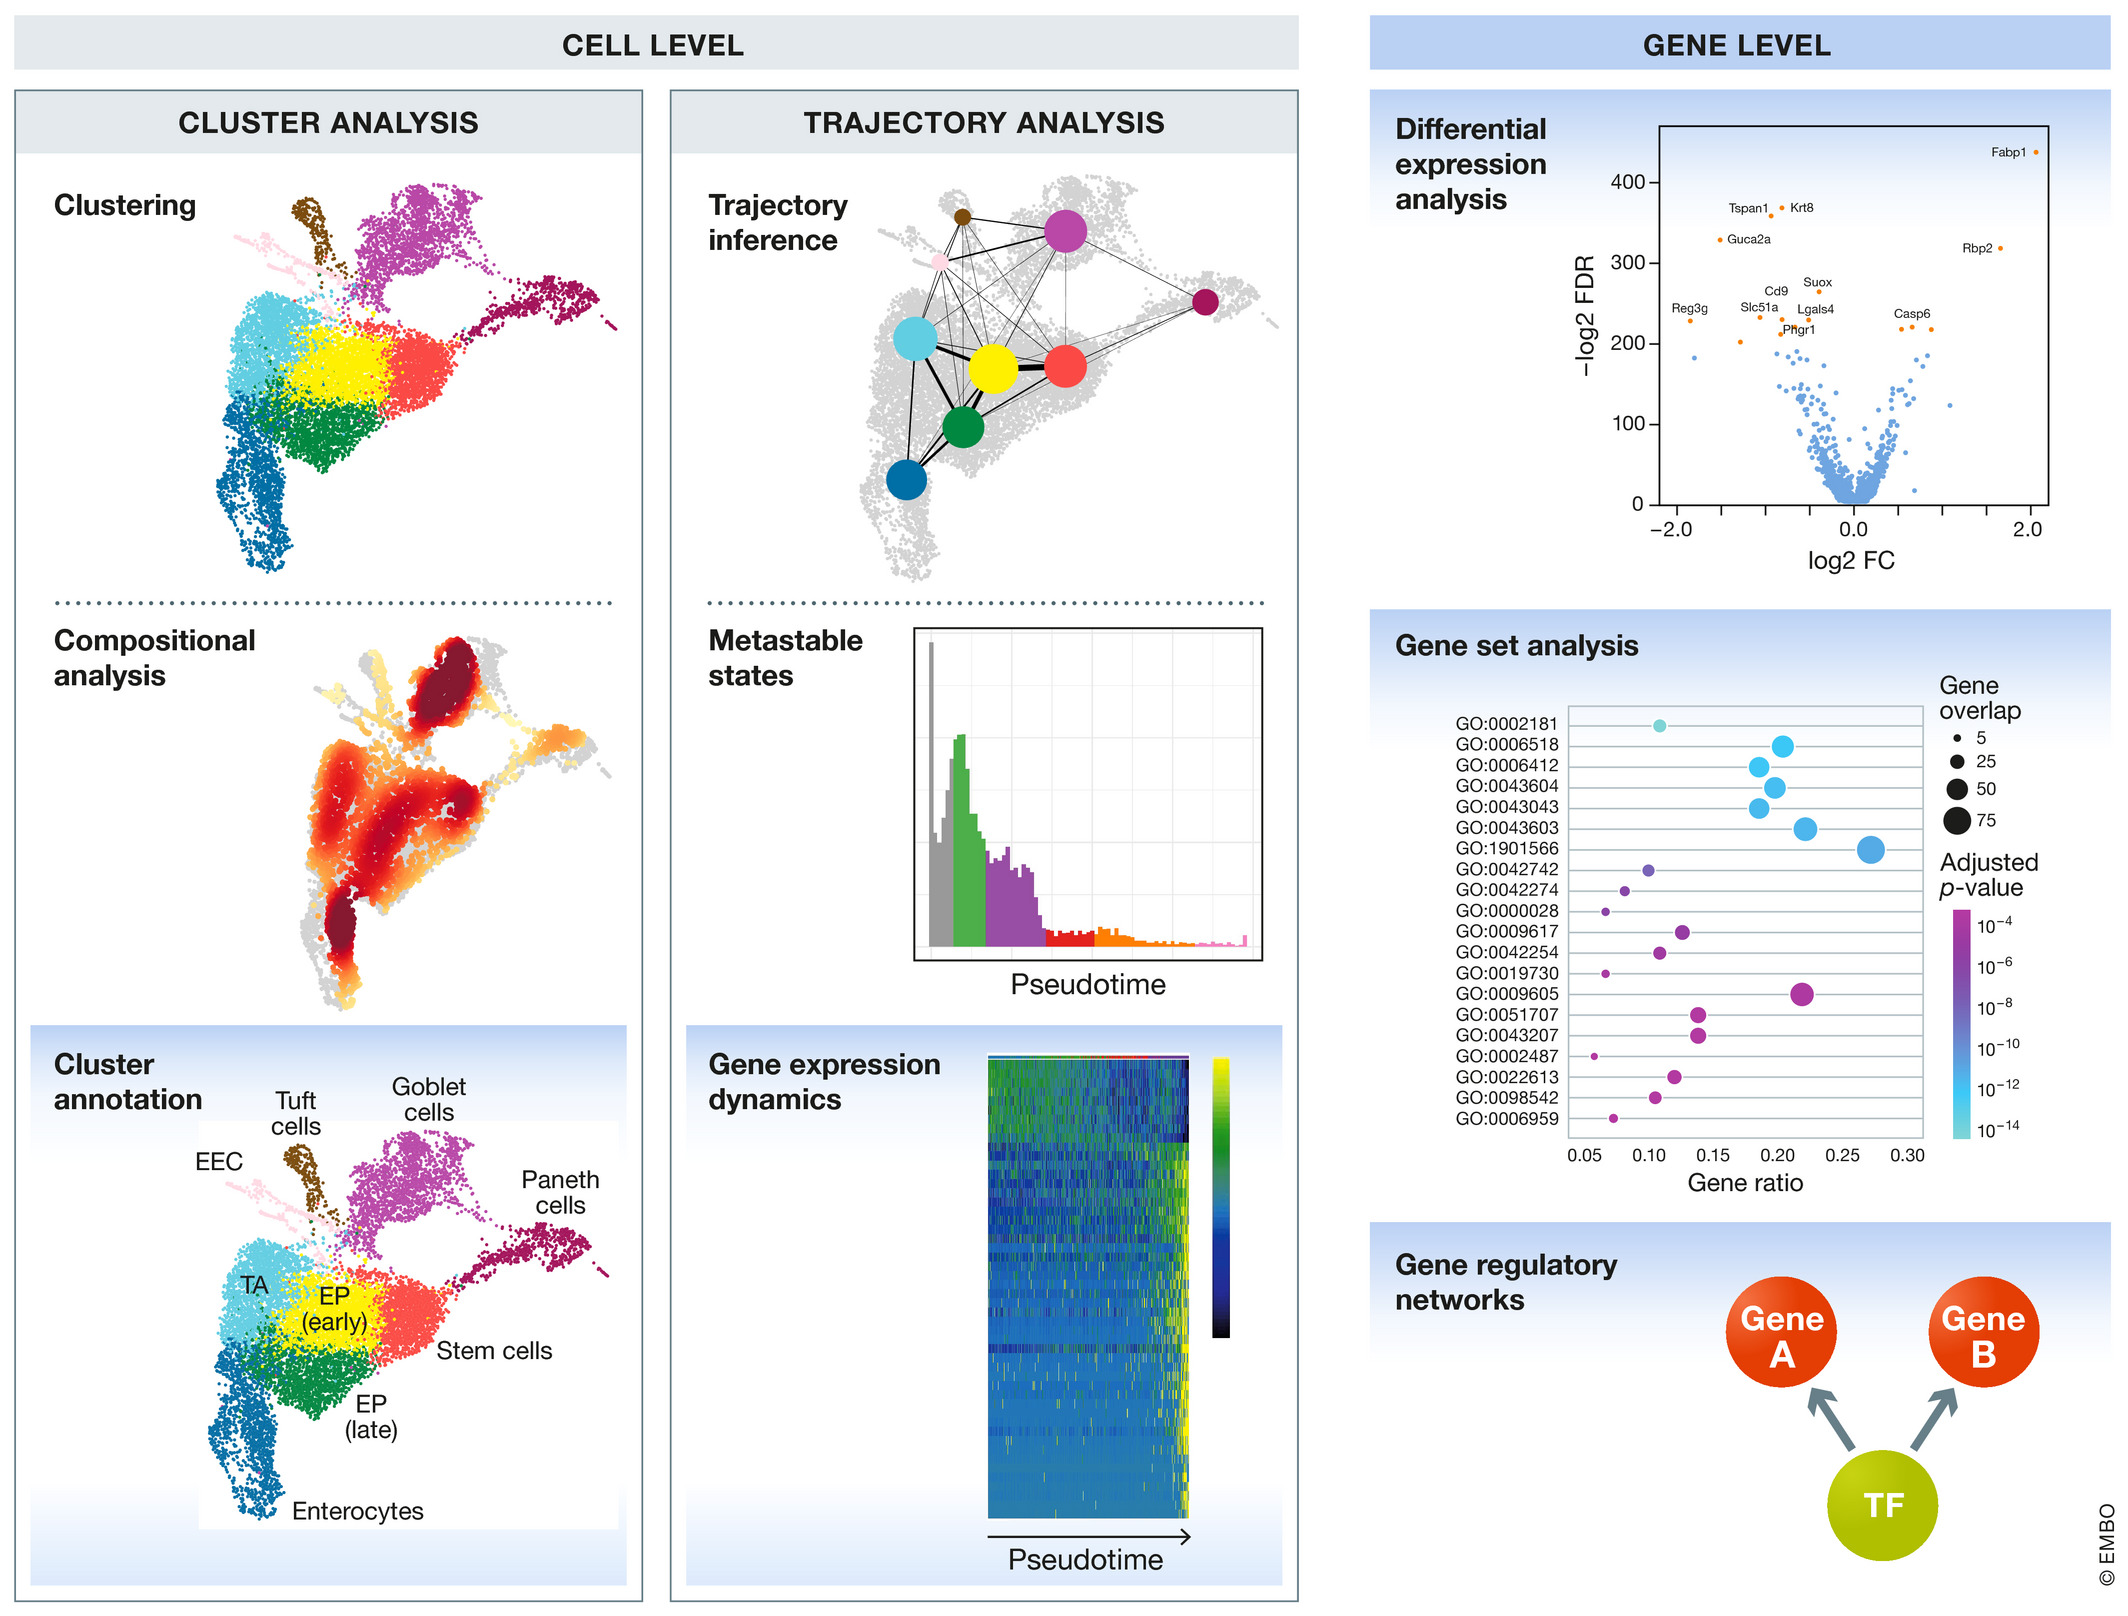 CELL LEVEL
CLUSTER ANALYSIS
Clustering
Compositional
analysis
Cluster
annotation
Tuft
cells
Goblet
cells
EEC
Paneth
cells
TA
EP
(early)
Stem cells
EP
(late)
Enterocytes
TRAJECTORY ANALYSIS
Trajectory
inference
Metastable
states
Pseudotime
Gene expression
dynamics
Pseudotime
GENE LEVEL
Differential
expression
analysis
−log2 FDR
400
300
200
100
0
Fabp1
Tspan1
Krt8
Guca2a
Rbp2
Suox
Cd9
Reg3g
Slc51a
Lgals4
Casp6
Phgr1
−2.0
0.0
2.0
log2 FC
Gene set analysis
GO:0002181
GO:0006518
GO:0006412
GO:0043604
GO:0043043
GO:0043603
GO:1901566
GO:0042742
GO:0042274
GO:0000028
GO:0009617
GO:0042254
GO:0019730
GO:0009605
GO:0051707
GO:0043207
GO:0002487
GO:0022613
GO:0098542
GO:0006959
0.05 0.10 0.15 0.20 0.25 0.30
Gene ratio
Gene
overlap
5
25
50
75
Adjusted
p-value
10−4
10−6
10−8
10−10
10−12
10−14
Gene regulatory
networks
Gene
A
Gene
B
TF
© EMBO